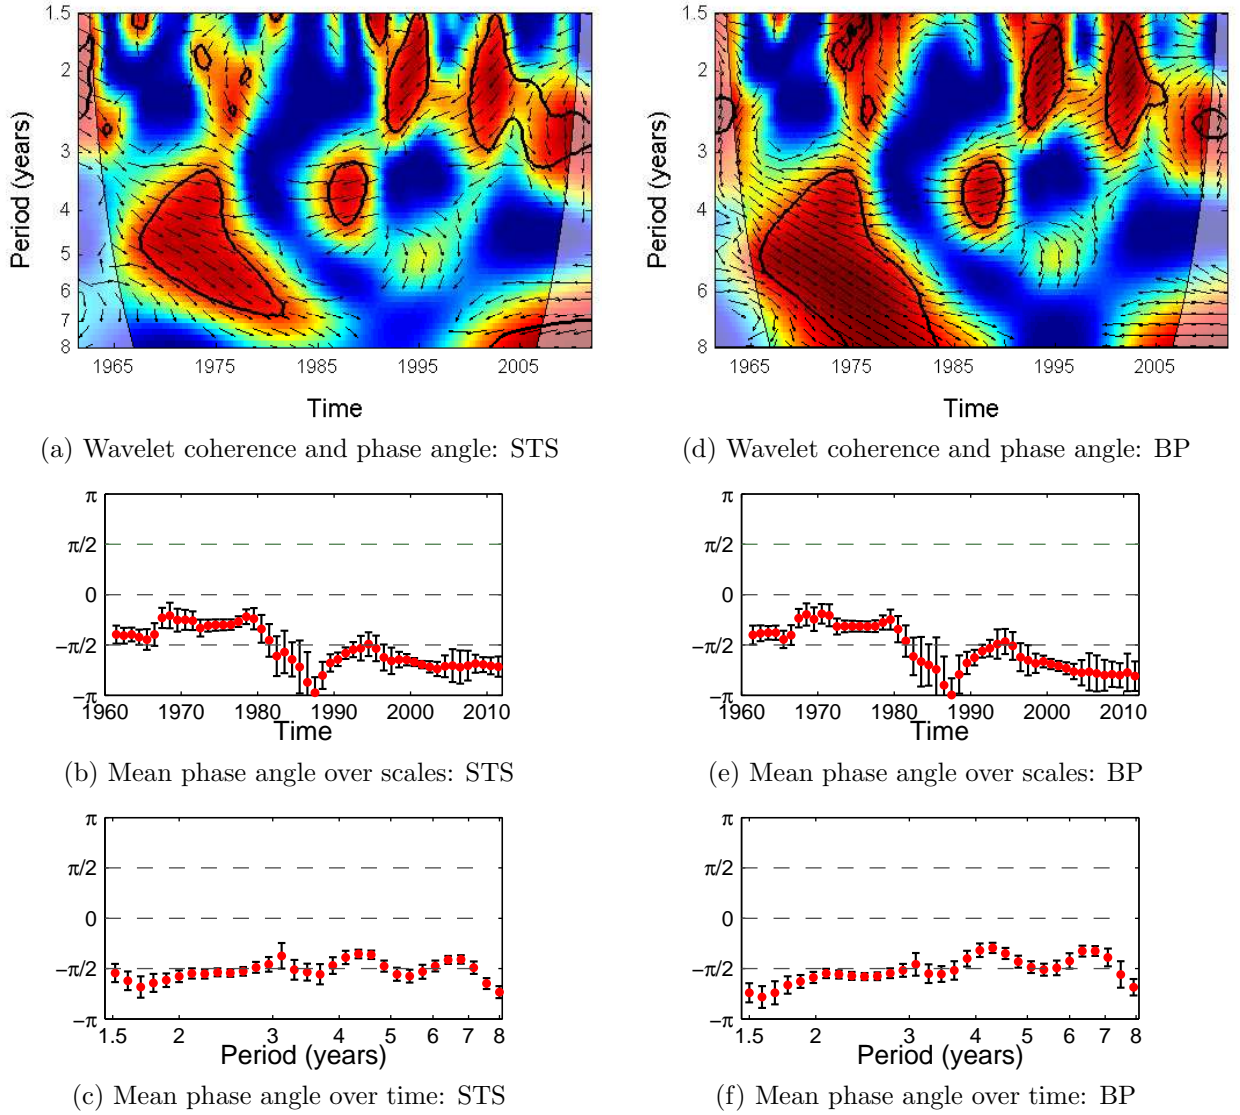 1.5
2
3
4
5
6
7
8
Period (years)
1965 1975 1985 1995 2005
Time
(a) Wavelet coherence and phase angle: STS
1.5
2
3
4
5
6
7
8
Period (years)
1965 1975 1985 1995 2005
Time
(d) Wavelet coherence and phase angle: BP
π
π/2
0
−π/2
−π
1960 1970 1980 1990 2000 2010
Time
(b) Mean phase angle over scales: STS
π
π/2
0
−π/2
−π
1960 1970 1980 1990 2000 2010
Time
(e) Mean phase angle over scales: BP
π
π/2
0
−π/2
−π
1.5 2 3 4 5 6 7 8
Period (years)
(c) Mean phase angle over time: STS
π
π/2
0
−π/2
−π
1.5 2 3 4 5 6 7 8
Period (years)
(f) Mean phase angle over time: BP